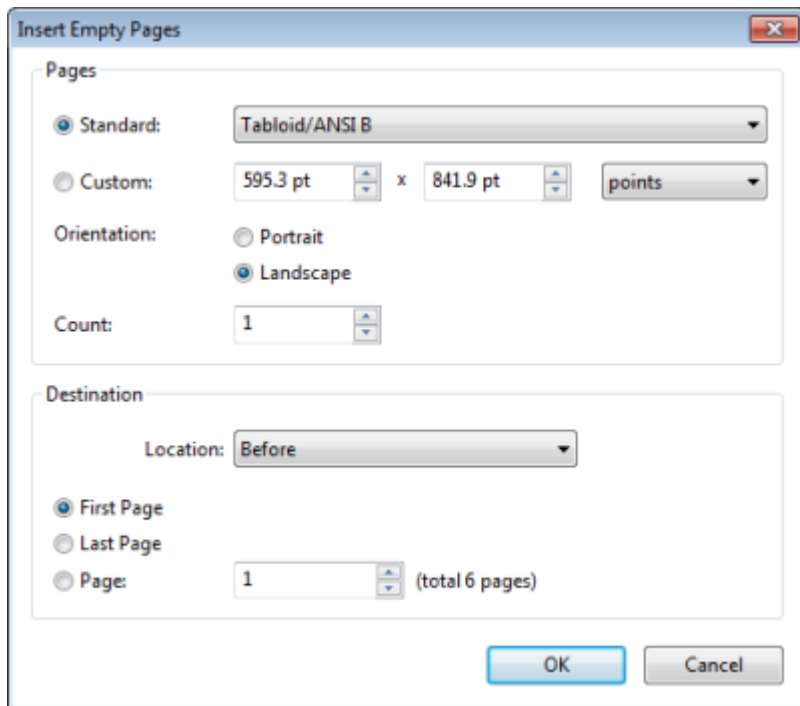 Insert Empty Pages
Pages
Standard: Tabloid/ANSI B
Custom: 595.3 pt x 841.9 pt points
Orientation: Portrait
Landscape
Count: 1
Destination
Location: Before
First Page
Last Page
Page: 1 (total 6 pages)
OK Cancel